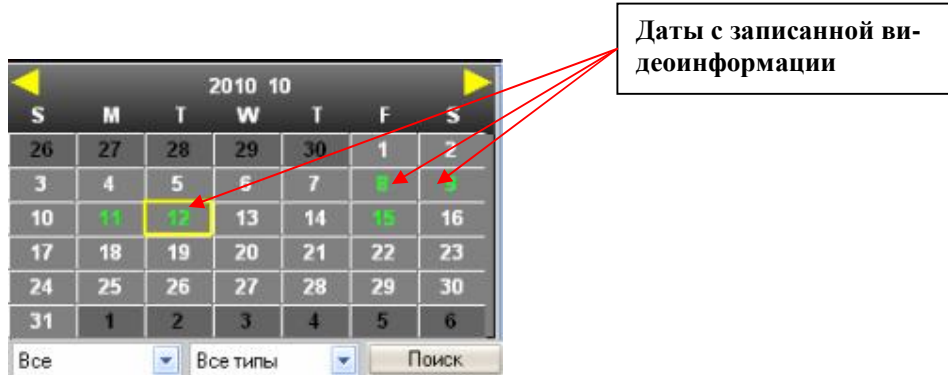 Даты с записанной ви-
деоинформации
2010 10
S M T W T F S
26 27 28 29 30 1 2
3 4 5 6 7 8 9
10 11 12 13 14 15 16
17 18 19 20 21 22 23
24 25 26 27 28 29 30
31 1 2 3 4 5 6
Все Все типы Поиск